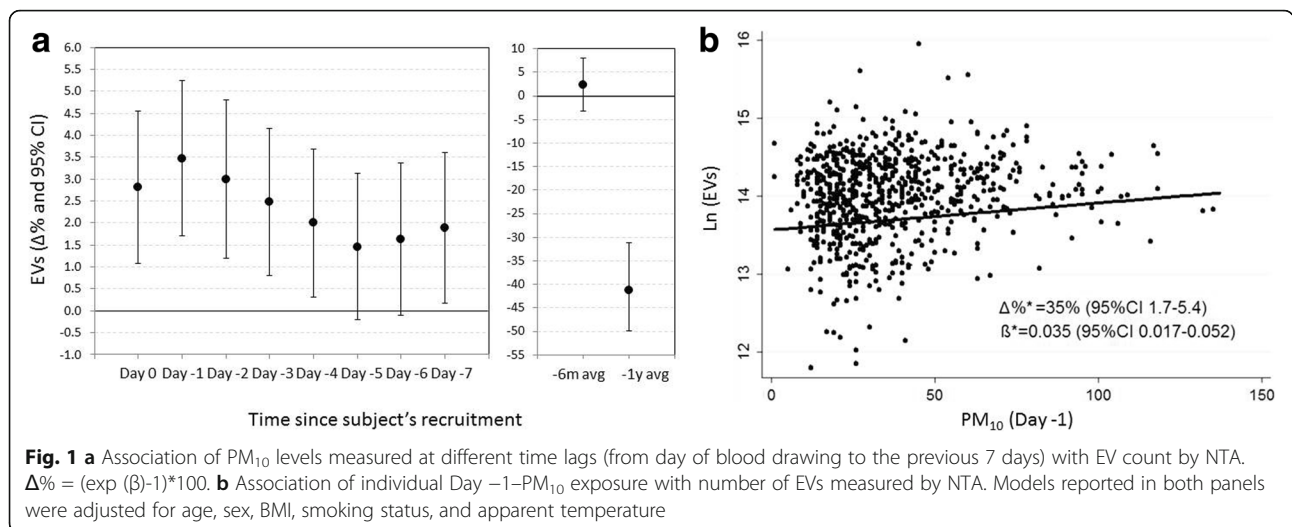 a
6.0
5.5
5.0
4.5
4.0
3.5
3.0
2.5
2.0
1.5
1.0
0.5
0.0
-0.5
-1.0
EVs (Δ% and 95% CI)
Day 0 Day -1 Day -2 Day -3 Day -4 Day -5 Day -6 Day -7
10
5
0
-5
-10
-15
-20
-25
-30
-35
-40
-45
-50
-55
-6m avg -1y avg
Time since subject's recruitment
b
16
15
14
13
12
Ln (EVs)
Δ%*=35% (95%CI 1.7-5.4)
ß*=0.035 (95%CI 0.017-0.052)
0 50 100 150
PM₁₀ (Day -1)
Fig. 1 a Association of PM₁₀ levels measured at different time lags (from day of blood drawing to the previous 7 days) with EV count by NTA.
Δ% = (exp (β)-1)*100. b Association of individual Day −1–PM₁₀ exposure with number of EVs measured by NTA. Models reported in both panels
were adjusted for age, sex, BMI, smoking status, and apparent temperature